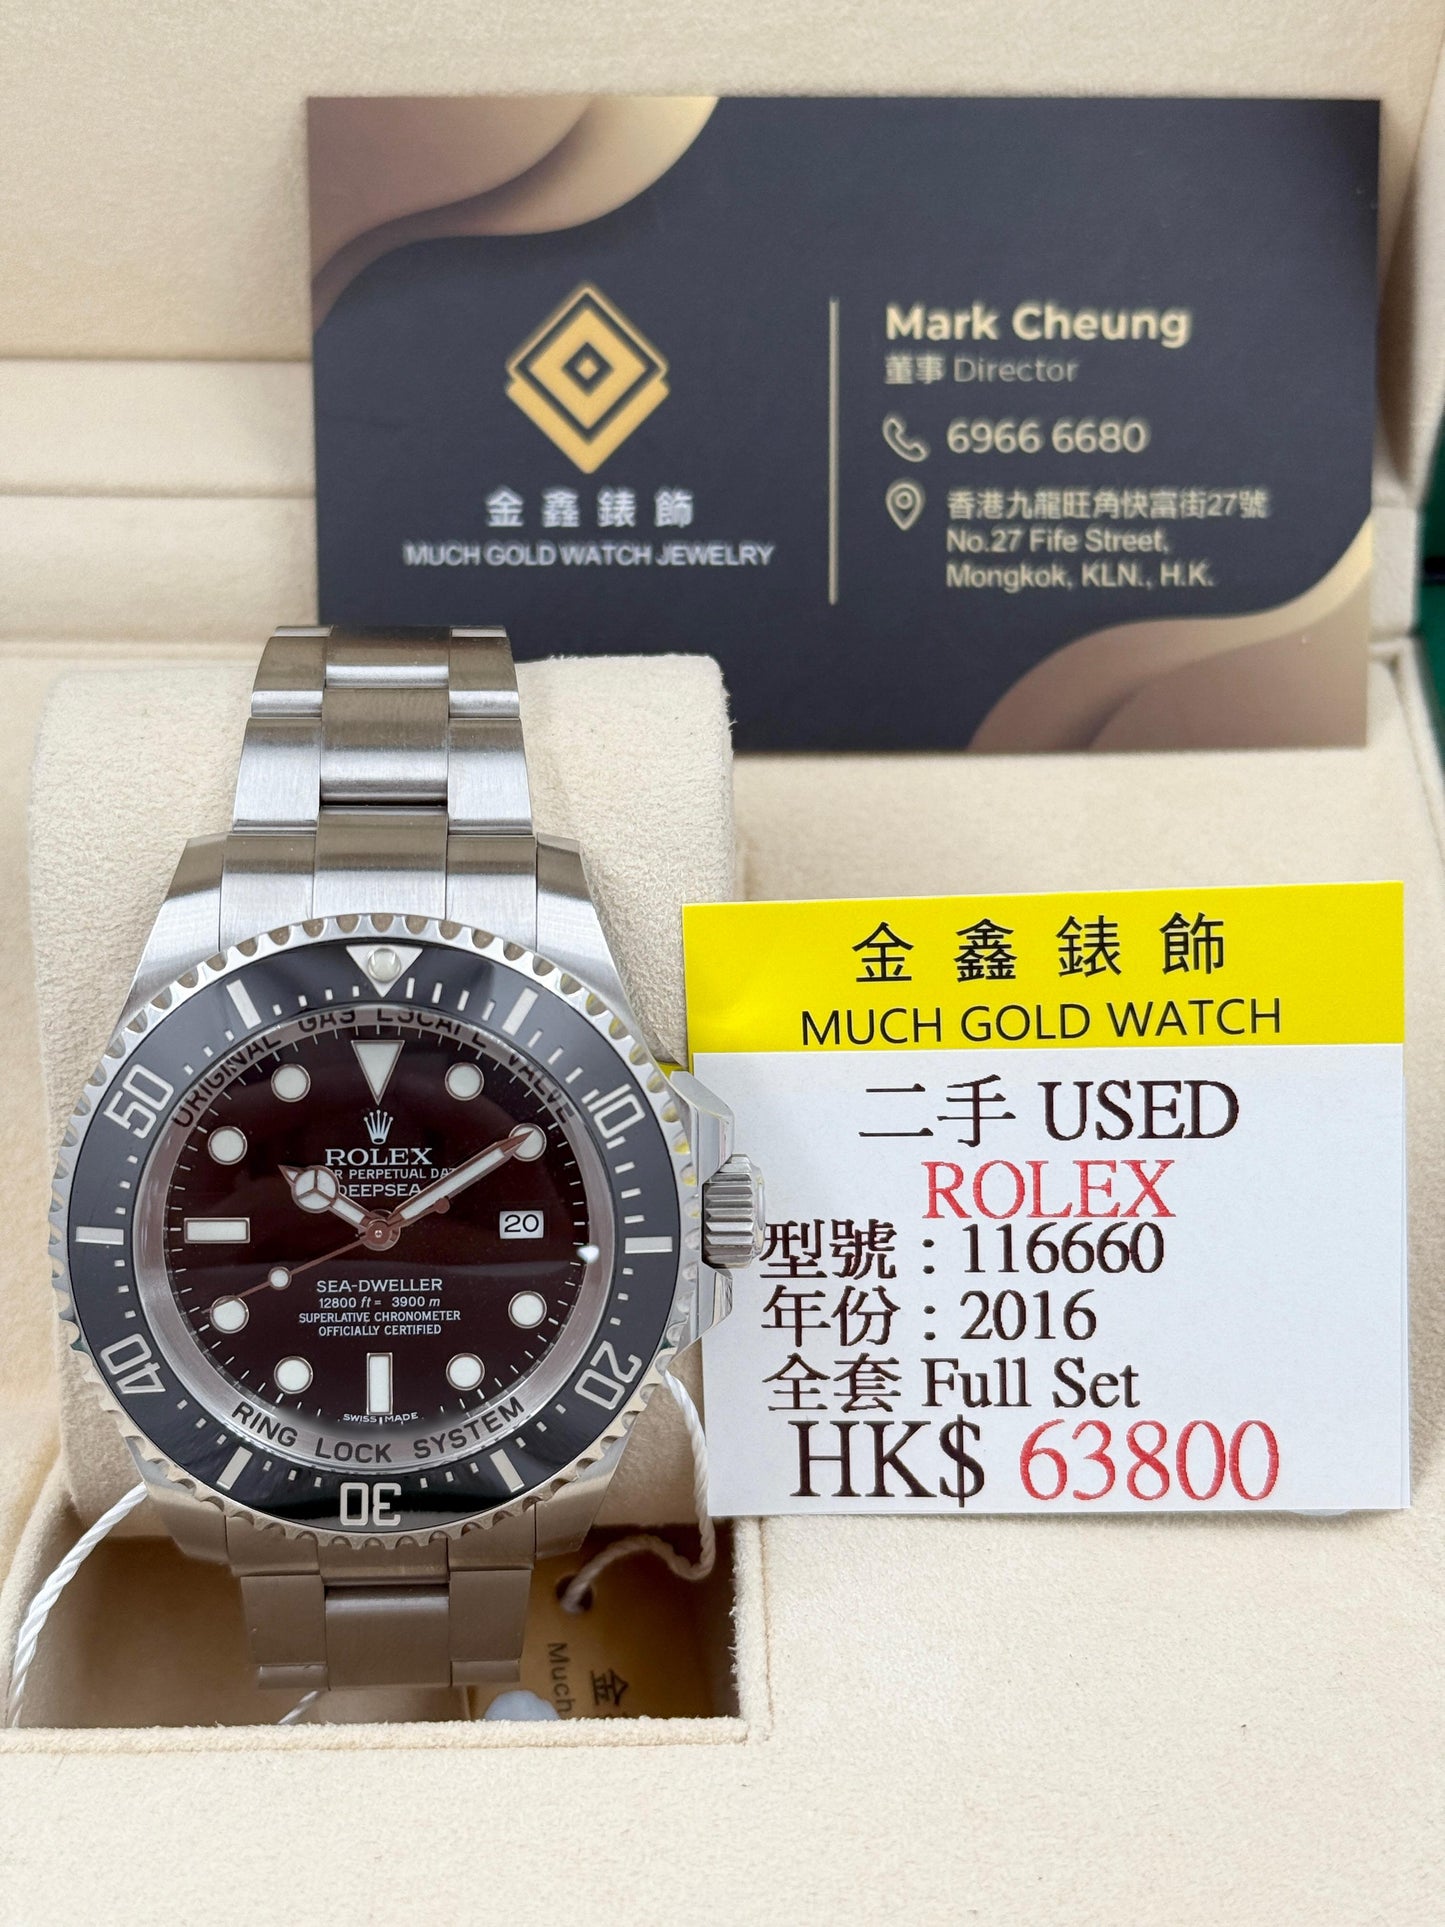 金鑫錶飾
MUCH GOLD WATCH JEWELRY
Mark Cheung
董事 Director
6966 6680
香港九龍旺角快富街27號
No.27 Fife Street,
Mongkok, KLN., H.K.
金鑫錶飾
MUCH GOLD WATCH
二手 USED
ROLEX
型號：116660
年份：2016
全套 Full Set
HK$ 63800
10
20
30
40
50
ORIGINAL GAS ESCAPE VALVE
ROLEX
PERPETUAL
DEEPSEA
20
SEA-DWELLER
12800 ft = 3900 m
SUPERLATIVE CHRONOMETER
OFFICIALLY CERTIFIED
SWISS MADE
RING LOCK SYSTEM
金
Much